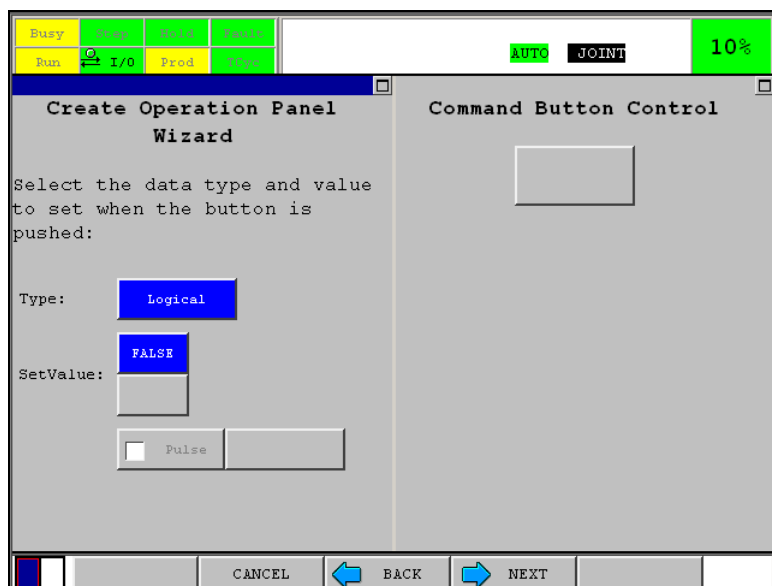 Busy Step Hold Fault
Run I/O Prod TCyc
AUTO JOINT
10%
Create Operation Panel
Wizard
Select the data type and value
to set when the button is
pushed:
Type: Logical
FALSE
SetValue:
Pulse
Command Button Control
CANCEL BACK NEXT